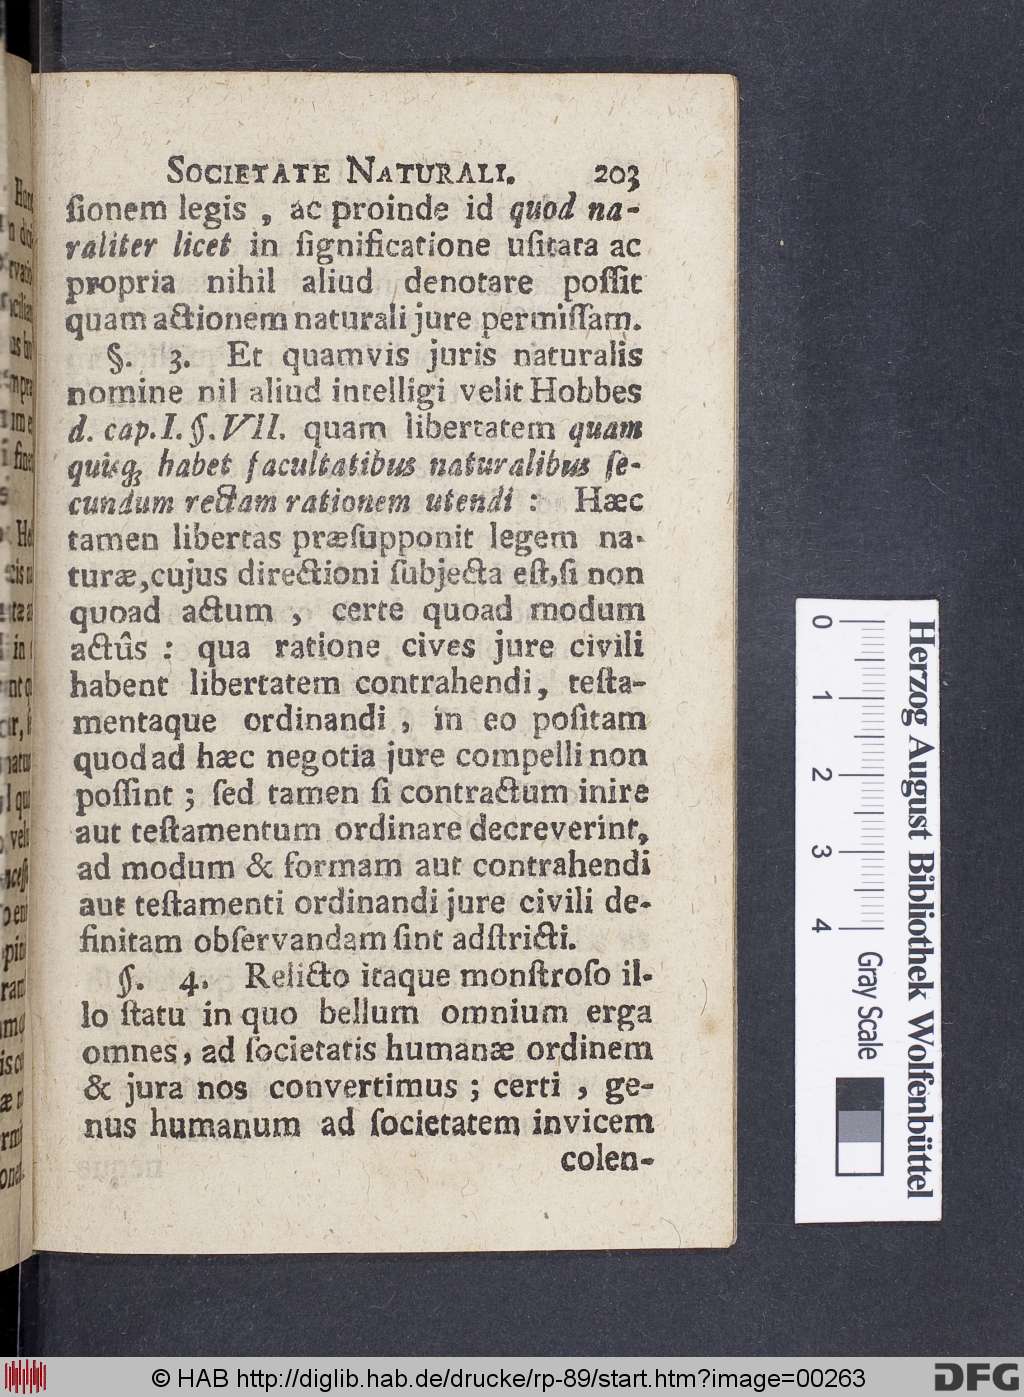 SOCIETATE NATURALI. 203
ſionem legis , ac proinde id quod na-
raliter licet in ſignificatione uſitata ac
propria nihil aliud denotare poſſit
quam actionem naturali jure permiſſam.
§. 3. Et quamvis juris naturalis
nomine nil aliud intelligi velit Hobbes
d. cap. I. §. VII. quam libertatem quam
quisq; habet facultatibus naturalibus ſe-
cundum rectam rationem utendi : Hæc
tamen libertas præſupponit legem na-
turæ, cujus directioni ſubjecta eſt, ſi non
quoad actum , certe quoad modum
actûs : qua ratione cives jure civili
habent libertatem contrahendi, teſta-
mentaque ordinandi , in eo poſitam
quod ad hæc negotia jure compelli non
poſſint ; ſed tamen ſi contractum inire
aut teſtamentum ordinare decreverint,
ad modum & formam aut contrahendi
aut teſtamenti ordinandi jure civili de-
finitam obſervandam ſint adſtricti.
§. 4. Relicto itaque monſtroſo il-
lo ſtatu in quo bellum omnium erga
omnes, ad ſocietatis humanæ ordinem
& jura nos convertimus ; certi , ge-
nus humanum ad ſocietatem invicem
colen-
0 1 2 3 4
Gray Scale
Herzog August Bibliothek Wolfenbüttel
© HAB http://diglib.hab.de/drucke/rp-89/start.htm?image=00263
DFG